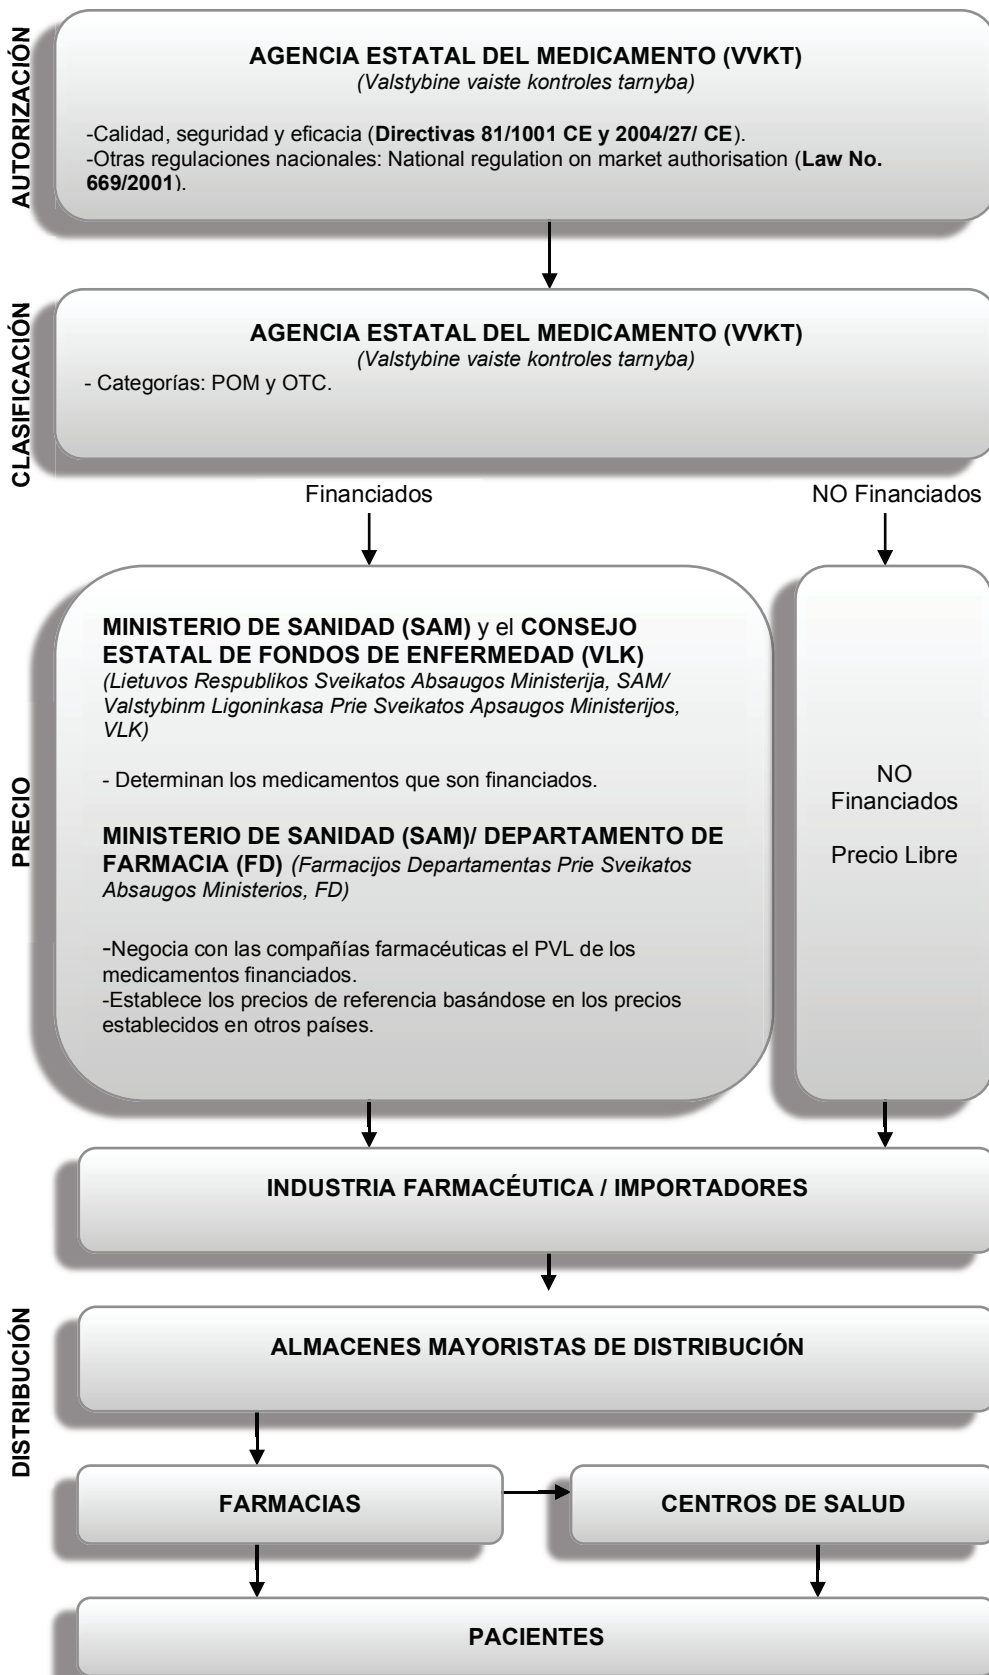 AUTORIZACIÓN
AGENCIA ESTATAL DEL MEDICAMENTO (VVKT)
(Valstybine vaiste kontroles tarnyba)
-Calidad, seguridad y eficacia (Directivas 81/1001 CE y 2004/27/ CE).
-Otras regulaciones nacionales: National regulation on market authorisation (Law No.
669/2001).
CLASIFICACIÓN
AGENCIA ESTATAL DEL MEDICAMENTO (VVKT)
(Valstybine vaiste kontroles tarnyba)
- Categorías: POM y OTC.
Financiados
NO Financiados
PRECIO
MINISTERIO DE SANIDAD (SAM) y el CONSEJO
ESTATAL DE FONDOS DE ENFERMEDAD (VLK)
(Lietuvos Respublikos Sveikatos Absaugos Ministerija, SAM/
Valstybinm Ligoninkasa Prie Sveikatos Apsaugos Ministerijos,
VLK)
- Determinan los medicamentos que son financiados.
MINISTERIO DE SANIDAD (SAM)/ DEPARTAMENTO DE
FARMACIA (FD) (Farmacijos Departamentas Prie Sveikatos
Absaugos Ministerios, FD)
-Negocia con las compañías farmacéuticas el PVL de los
medicamentos financiados.
-Establece los precios de referencia basándose en los precios
establecidos en otros países.
NO
Financiados
Precio Libre
INDUSTRIA FARMACÉUTICA / IMPORTADORES
DISTRIBUCIÓN
ALMACENES MAYORISTAS DE DISTRIBUCIÓN
FARMACIAS
CENTROS DE SALUD
PACIENTES